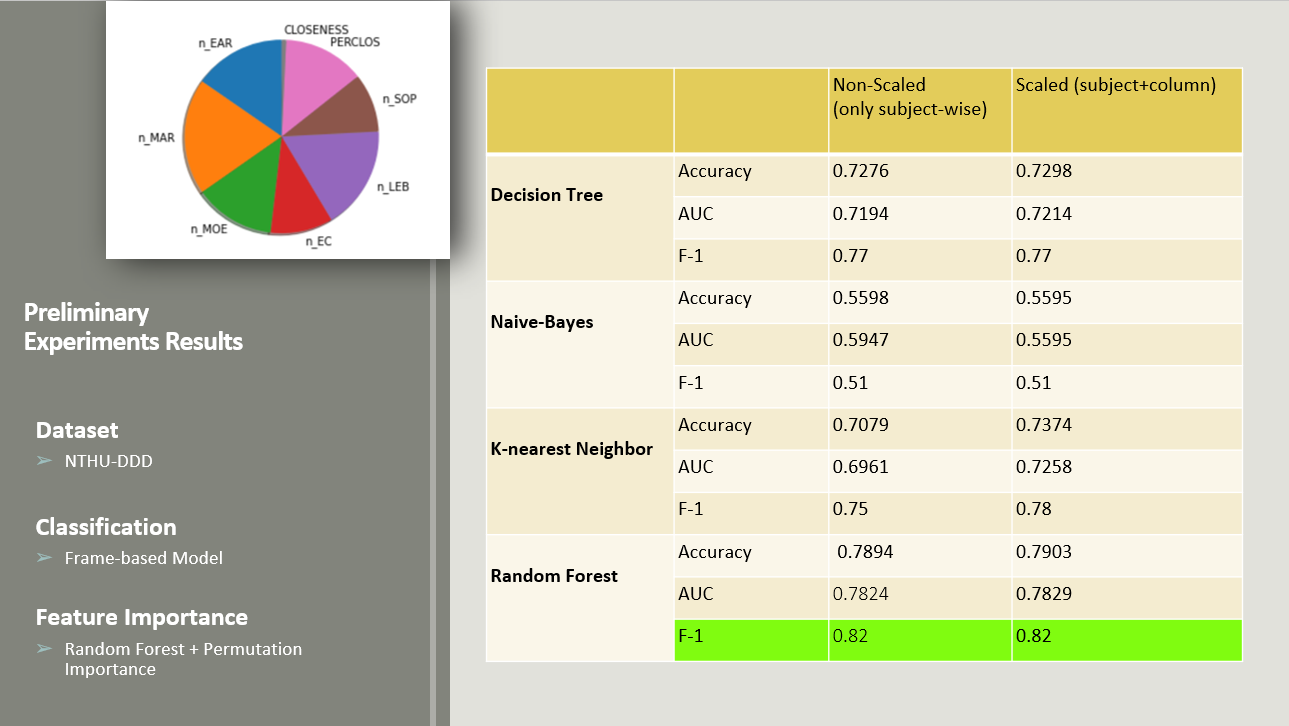 CLOSENESS
PERCLOS
n_EAR
n_SOP
n_MAR
n_LEB
n_MOE
n_EC
Preliminary
Experiments Results
Dataset
➢ NTHU-DDD
Classification
➢ Frame-based Model
Feature Importance
➢ Random Forest + Permutation
Importance
Non-Scaled Scaled (subject+column)
(only subject-wise)
Decision Tree
Accuracy 0.7276 0.7298
AUC 0.7194 0.7214
F-1 0.77 0.77
Naive-Bayes
Accuracy 0.5598 0.5595
AUC 0.5947 0.5595
F-1 0.51 0.51
K-nearest Neighbor
Accuracy 0.7079 0.7374
AUC 0.6961 0.7258
F-1 0.75 0.78
Random Forest
Accuracy 0.7894 0.7903
AUC 0.7824 0.7829
F-1 0.82 0.82